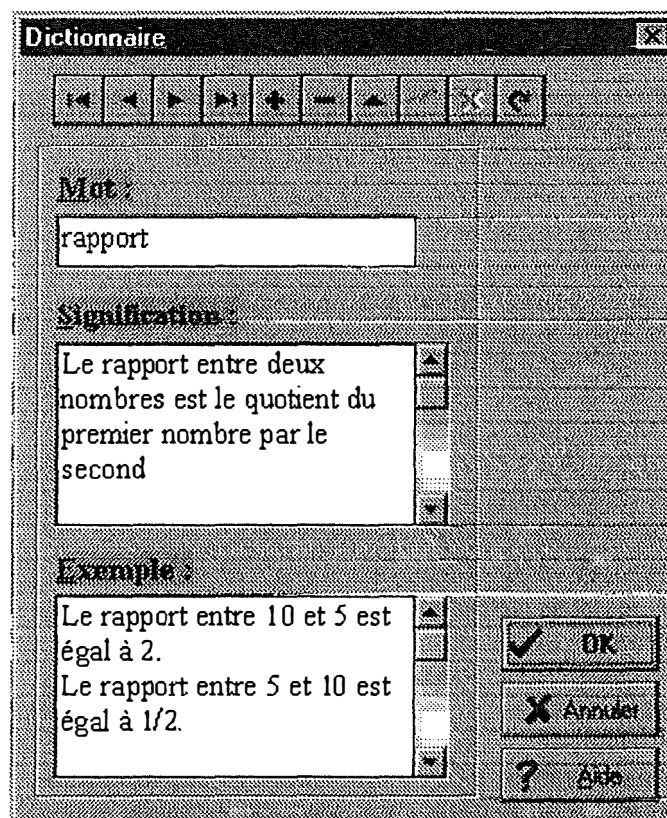 Dictionnaire
Mot :
rapport
Signification :
Le rapport entre deux
nombres est le quotient du
premier nombre par le
second
Exemple :
Le rapport entre 10 et 5 est
égal à 2.
Le rapport entre 5 et 10 est
égal à 1/2.
OK
Annuler
? Aide